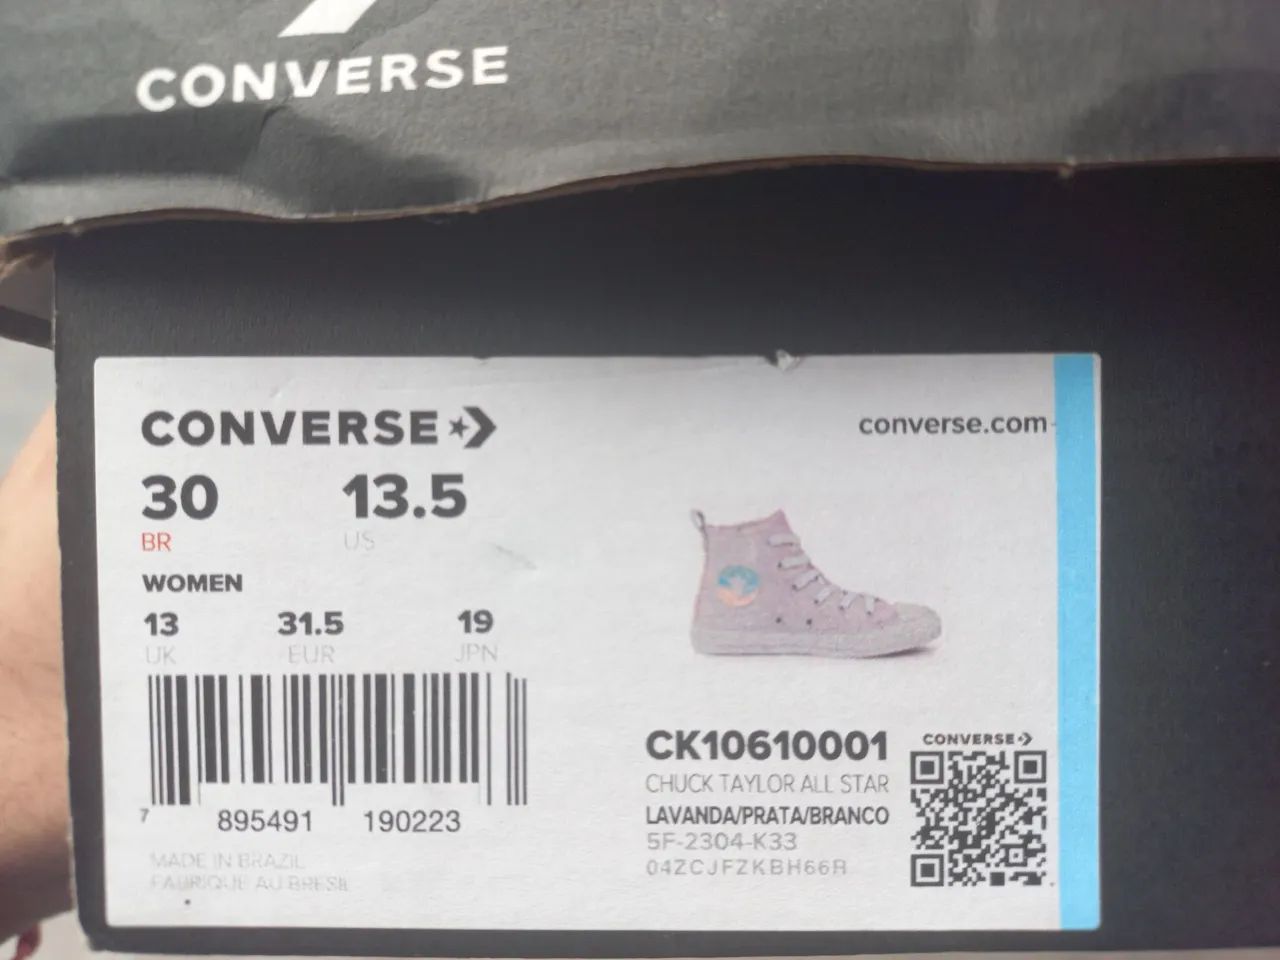 CONVERSE
CONVERSE
converse.com
30 13.5
BR US
WOMEN
13 31.5 19
UK EUR JPN
7 895491 190223
MADE IN BRAZIL
FABRIQUE AU BRESIL
CK10610001
CHUCK TAYLOR ALL STAR
LAVANDA/PRATA/BRANCO
5F-2304-K33
04ZCJFZKBH66R
CONVERSE